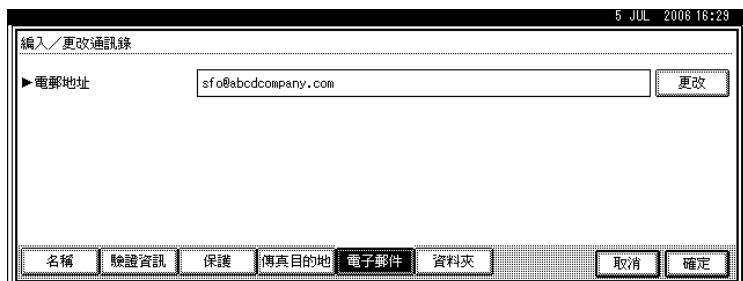 5 JUL 2006 16:29
編入／更改通訊錄
▶電郵地址 sfo@abcdcompany.com 更改
名稱 驗證資訊 保護 傳真目的地 電子郵件 資料夾 取消 確定